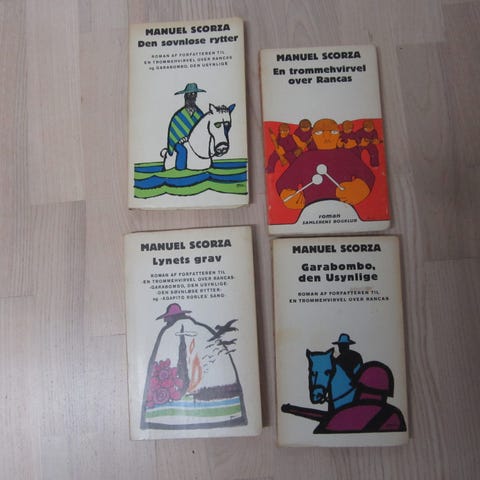 MANUEL SCORZA
Den søvnløse rytter
ROMAN AF FORFATTEREN TIL
EN TROMMEHVIRVEL OVER RANCAS
og GARABOMBO, DEN USYNLIGE
MANUEL SCORZA
En trommehvirvel
over Rancas
roman
SAMLERENS BOGKLUB
MANUEL SCORZA
Lynets grav
ROMAN AF FORFATTEREN TIL
-EN TROMMEHVIRVEL OVER RANCAS-
-GARABOMBO, DEN USYNLIGE-
-DEN SØVNLØSE RYTTER-
og -AGAPITO ROBLES' SANG-
MANUEL SCORZA
Garabombo,
den Usynlige
ROMAN AF FORFATTEREN TIL
EN TROMMEHVIRVEL OVER RANCAS